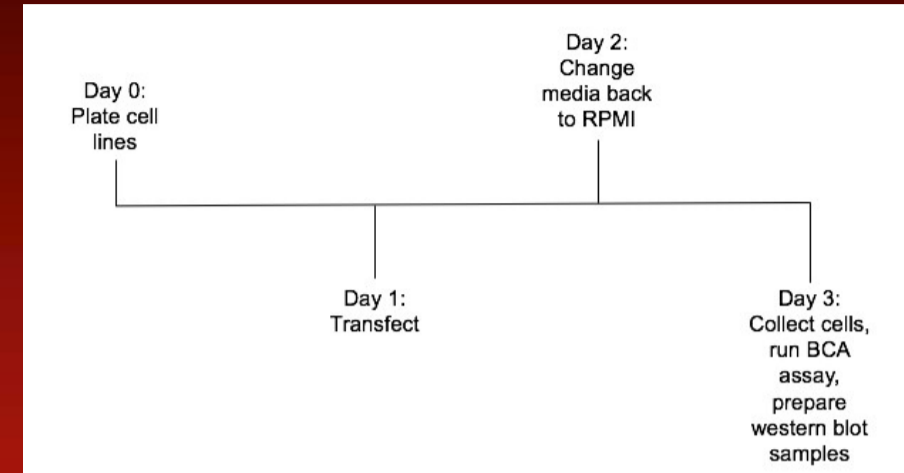 Day 0:
Plate cell
lines
Day 1:
Transfect
Day 2:
Change
media back
to RPMI
Day 3:
Collect cells,
run BCA
assay,
prepare
western blot
samples